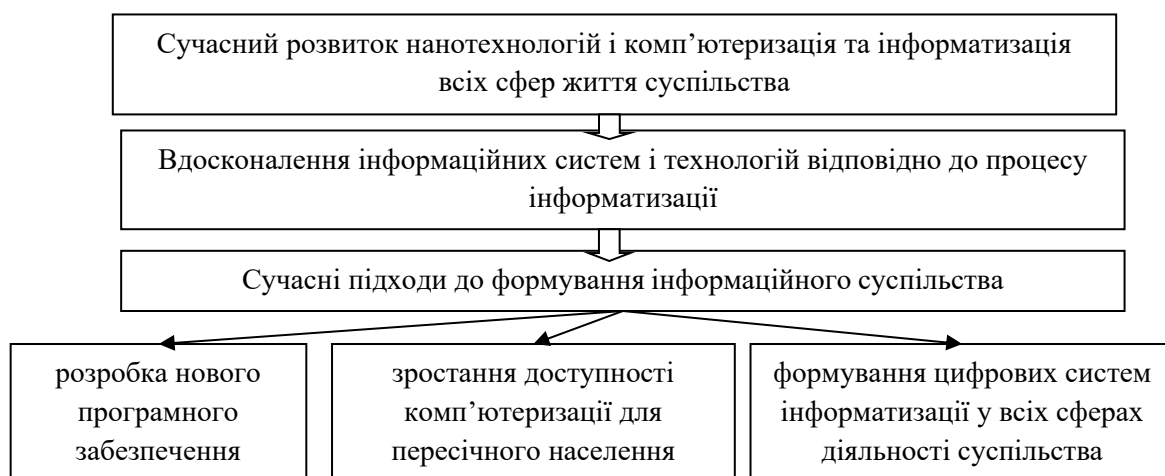 Сучасний розвиток нанотехнологій і комп’ютеризація та інформатизація
всіх сфер життя суспільства
Вдосконалення інформаційних систем і технологій відповідно до процесу
інформатизації
Сучасні підходи до формування інформаційного суспільства
розробка нового
програмного
забезпечення
зростання доступності
комп’ютеризації для
пересічного населення
формування цифрових систем
інформатизації у всіх сферах
діяльності суспільства